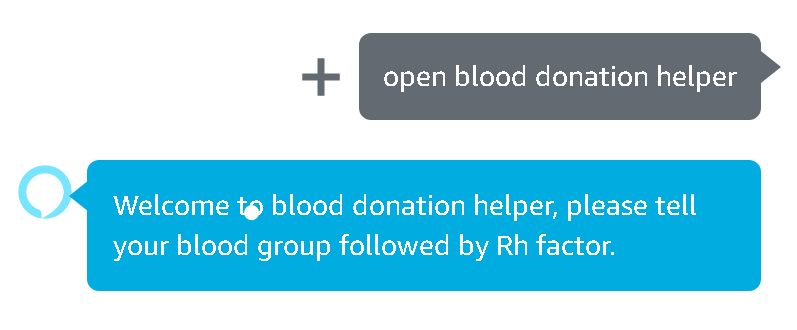 open blood donation helper
Welcome to blood donation helper, please tell
your blood group followed by Rh factor.